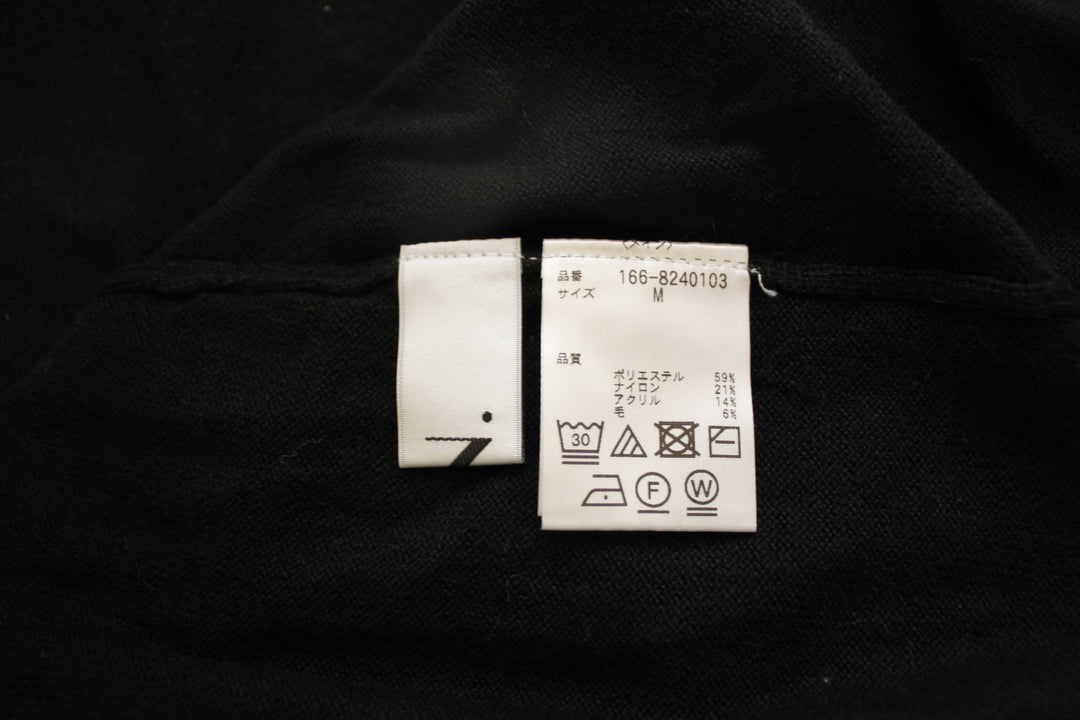 品番 166-8240103
サイズ M
品質
ポリエステル 59%
ナイロン 21%
アクリル 14%
毛 6%
30
F W